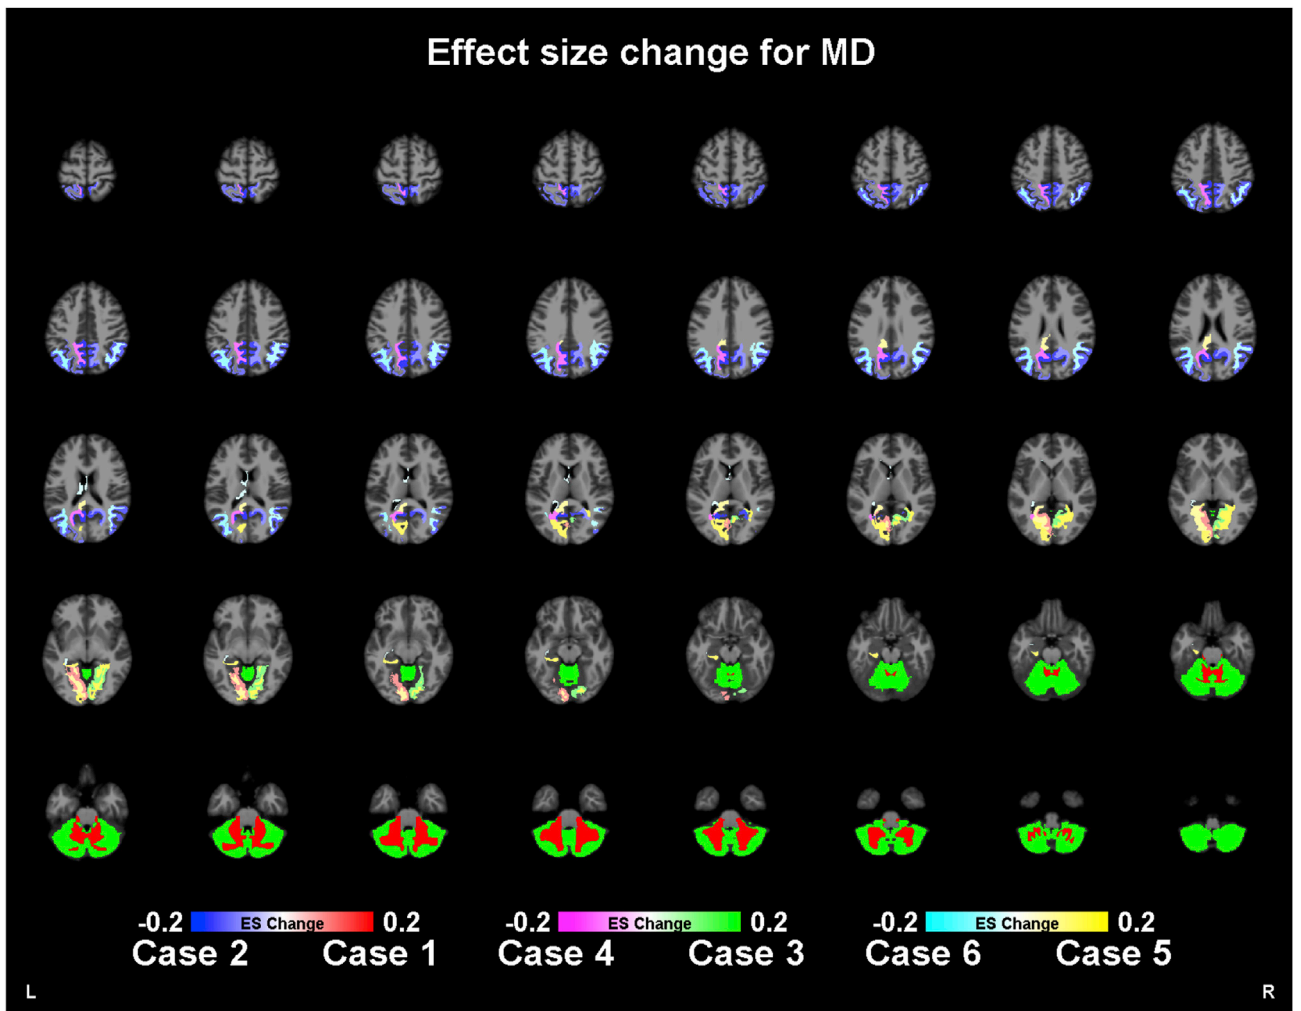 Effect size change for MD
-0.2 ES Change 0.2 -0.2 ES Change 0.2 -0.2 ES Change 0.2
Case 2 Case 1 Case 4 Case 3 Case 6 Case 5
L R